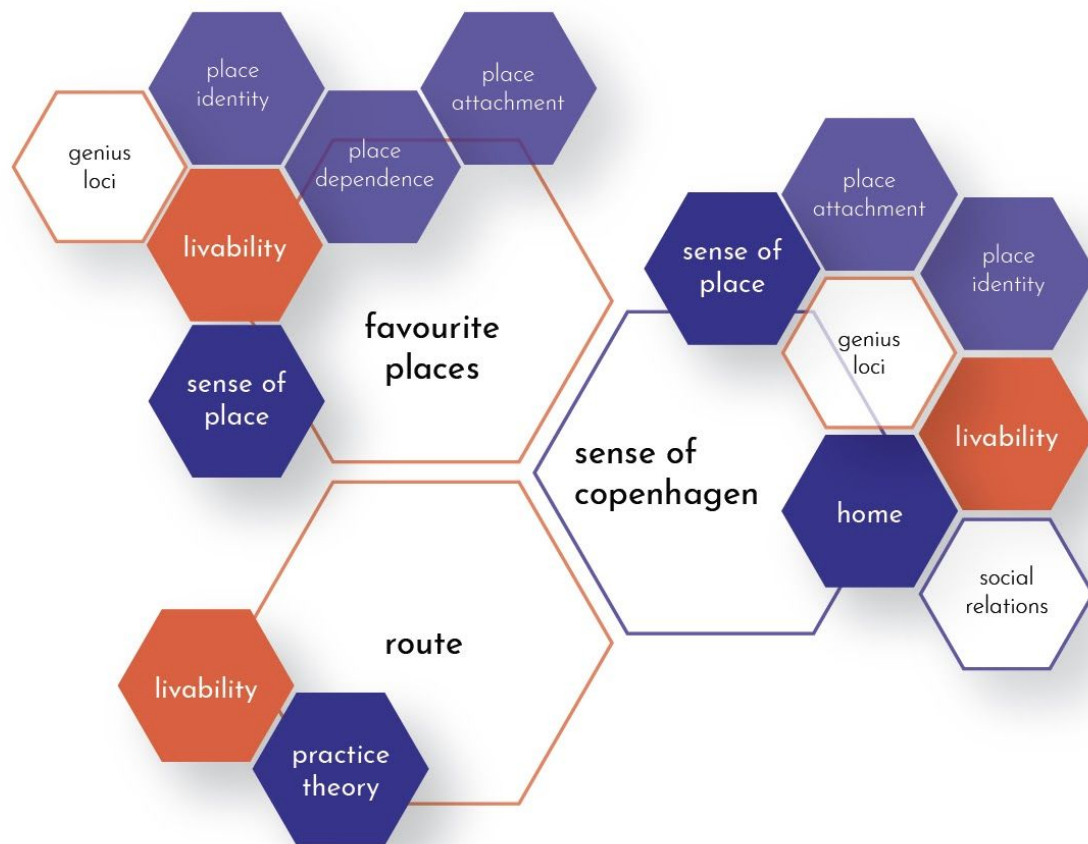 place
identity
place
attachment
genius
loci
place
dependence
livability
favourite
places
sense of
place
place
attachment
sense of
place
place
identity
genius
loci
livability
sense of
copenhagen
home
social
relations
route
livability
practice
theory